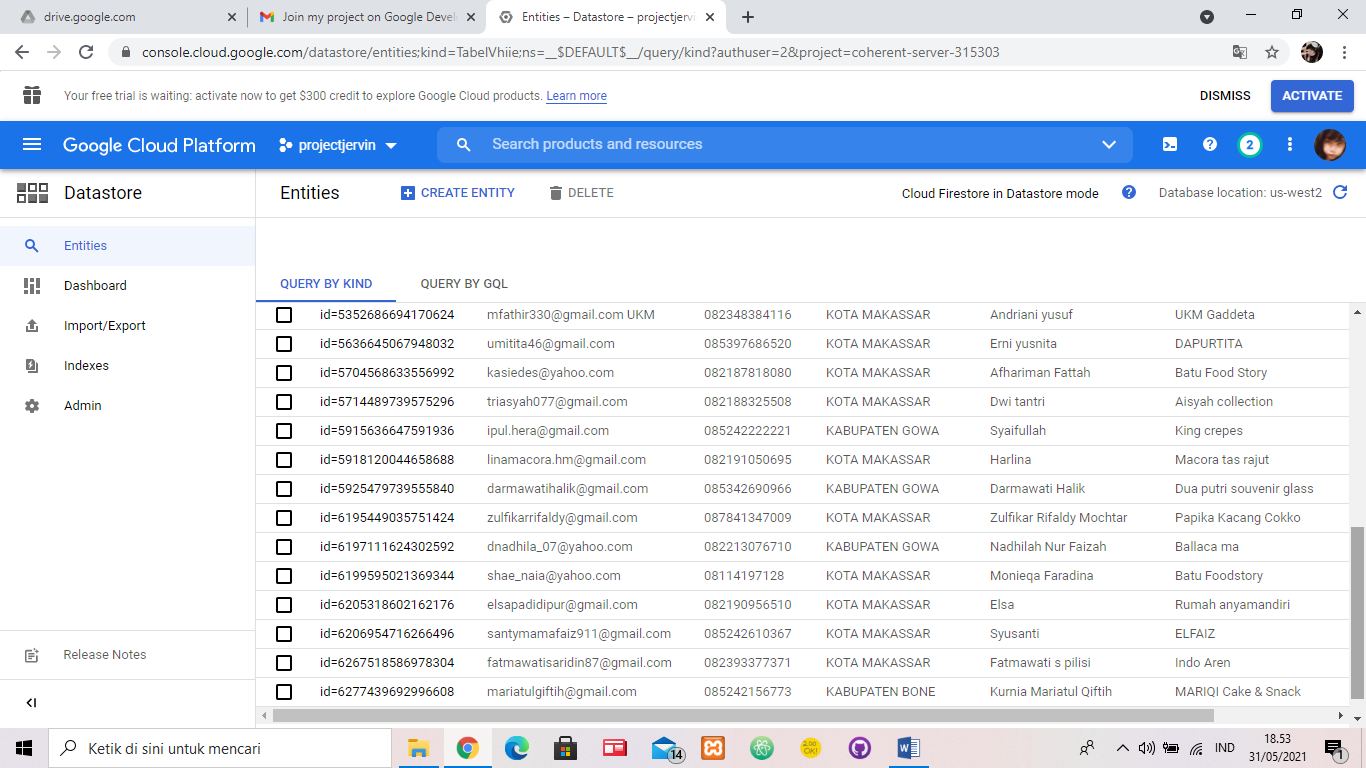 drive.google.com
Join my project on Google Devel
Entities – Datastore – projectjervi
console.cloud.google.com/datastore/entities;kind=TabelVhiie;ns=__$DEFAULT$__/query/kind?authuser=2&project=coherent-server-315303
Your free trial is waiting: activate now to get $300 credit to explore Google Cloud products. Learn more
DISMISS
ACTIVATE
Google Cloud Platform
projectjervin
Search products and resources
2
Datastore
Entities
CREATE ENTITY
DELETE
Cloud Firestore in Datastore mode
Database location: us-west2
Entities
Dashboard
Import/Export
Indexes
Admin
Release Notes
QUERY BY KIND
QUERY BY GQL
id=5352686694170624 mfathir330@gmail.com UKM 082348384116 KOTA MAKASSAR Andriani yusuf UKM Gaddeta
id=5636645067948032 umitita46@gmail.com 085397686520 KOTA MAKASSAR Erni yusnita DAPURTITA
id=5704568633556992 kasiedes@yahoo.com 082187818080 KOTA MAKASSAR Afhariman Fattah Batu Food Story
id=5714489739575296 triasyah077@gmail.com 082188325508 KOTA MAKASSAR Dwi tantri Aisyah collection
id=5915636647591936 ipul.hera@gmail.com 085242222221 KABUPATEN GOWA Syaifullah King crepes
id=5918120044658688 linamacora.hm@gmail.com 082191050695 KOTA MAKASSAR Harlina Macora tas rajut
id=5925479739555840 darmawatihalik@gmail.com 085342690966 KABUPATEN GOWA Darmawati Halik Dua putri souvenir glass
id=6195449035751424 zulfikarrifaldy@gmail.com 087841347009 KOTA MAKASSAR Zulfikar Rifaldy Mochtar Papika Kacang Cokko
id=6197111624302592 dnadhila_07@yahoo.com 082213076710 KABUPATEN GOWA Nadhilah Nur Faizah Ballaca ma
id=6199595021369344 shae_naia@yahoo.com 08114197128 KOTA MAKASSAR Monieqa Faradina Batu Foodstory
id=6205318602162176 elsapadidipur@gmail.com 082190956510 KOTA MAKASSAR Elsa Rumah anyamandiri
id=6206954716266496 santymamafaiz911@gmail.com 085242610367 KOTA MAKASSAR Syusanti ELFAIZ
id=6267518586978304 fatmawatisaridin87@gmail.com 082393377371 KOTA MAKASSAR Fatmawati s pilisi Indo Aren
id=6277439692996608 mariatulgiftih@gmail.com 085242156773 KABUPATEN BONE Kurnia Mariatul Qiftih MARIQI Cake & Snack
Ketik di sini untuk mencari
14
IND
18.53
31/05/2021
1